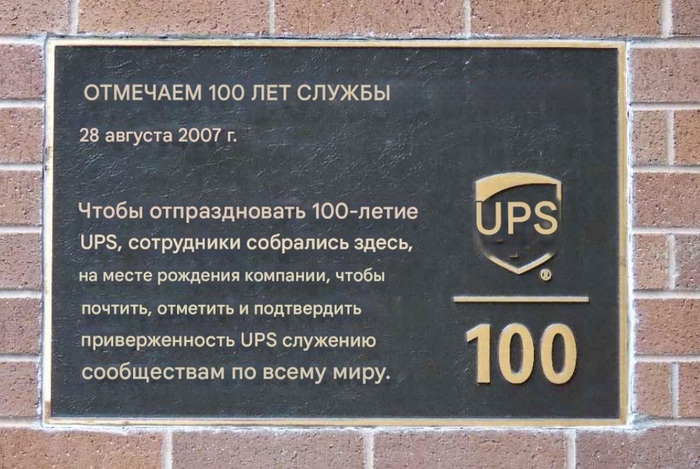 ОТМЕЧАЕМ 100 ЛЕТ СЛУЖБЫ
28 августа 2007 г.
Чтобы отпраздновать 100-летие
UPS, сотрудники собрались здесь,
на месте рождения компании, чтобы
почтить, отметить и подтвердить
приверженность UPS служению
сообществам по всему миру.
UPS
®
100